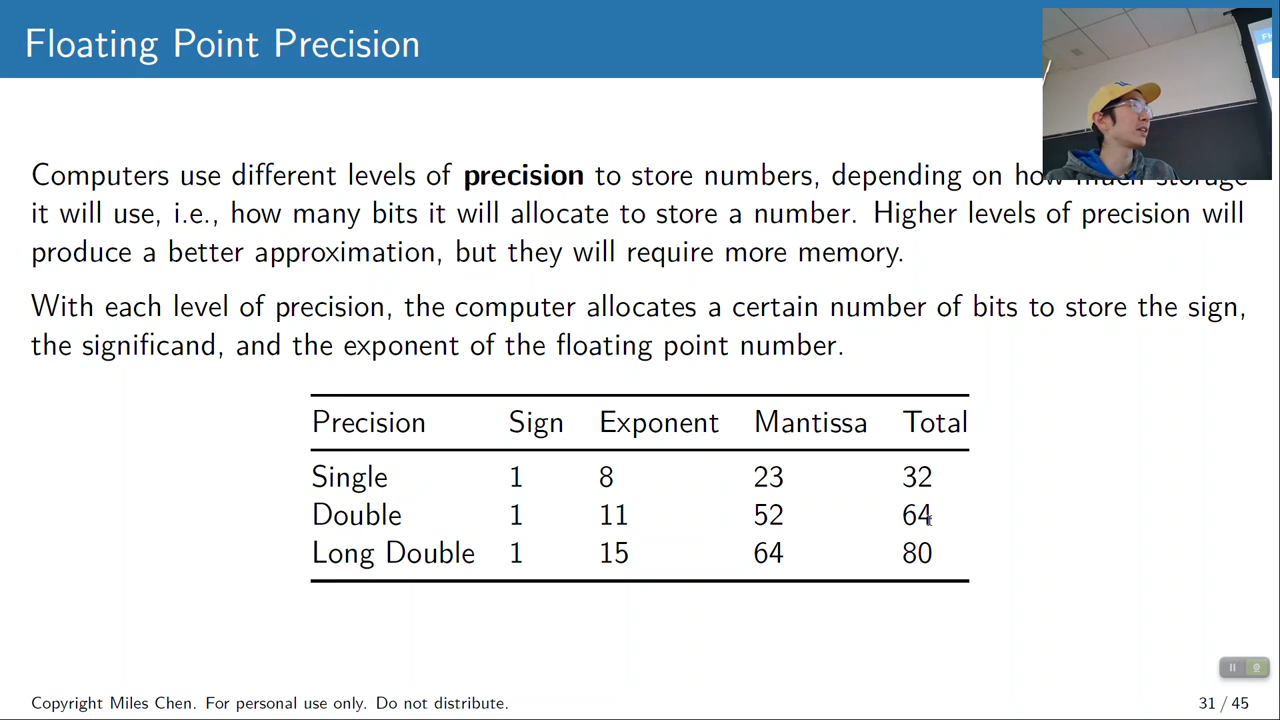 Floating Point Precision
Computers use different levels of precision to store numbers, depending on how much storage
it will use, i.e., how many bits it will allocate to store a number. Higher levels of precision will
produce a better approximation, but they will require more memory.
With each level of precision, the computer allocates a certain number of bits to store the sign,
the significand, and the exponent of the floating point number.
Precision Sign Exponent Mantissa Total
Single 1 8 23 32
Double 1 11 52 64
Long Double 1 15 64 80
Copyright Miles Chen. For personal use only. Do not distribute. 31 / 45